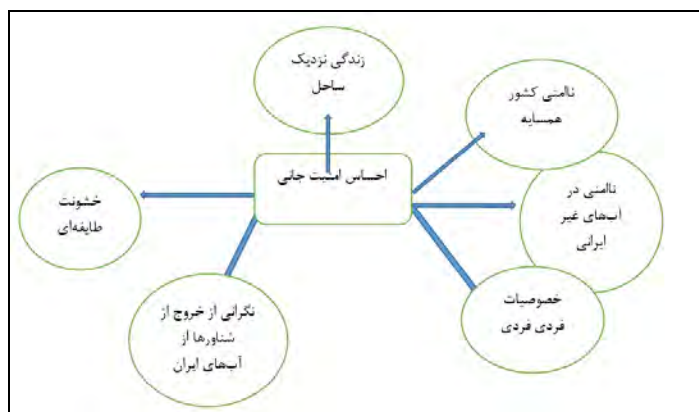 زندگی نزدیک
ساحل
ناامنی کشور
همسایه
احساس امنیت جانی
خشونت
طایفه‌ای
ناامنی در
آب‌های غیر
ایرانی
نگرانی از خروج از
شناورها از
آب‌های ایران
خصوصیات
فردی فردی